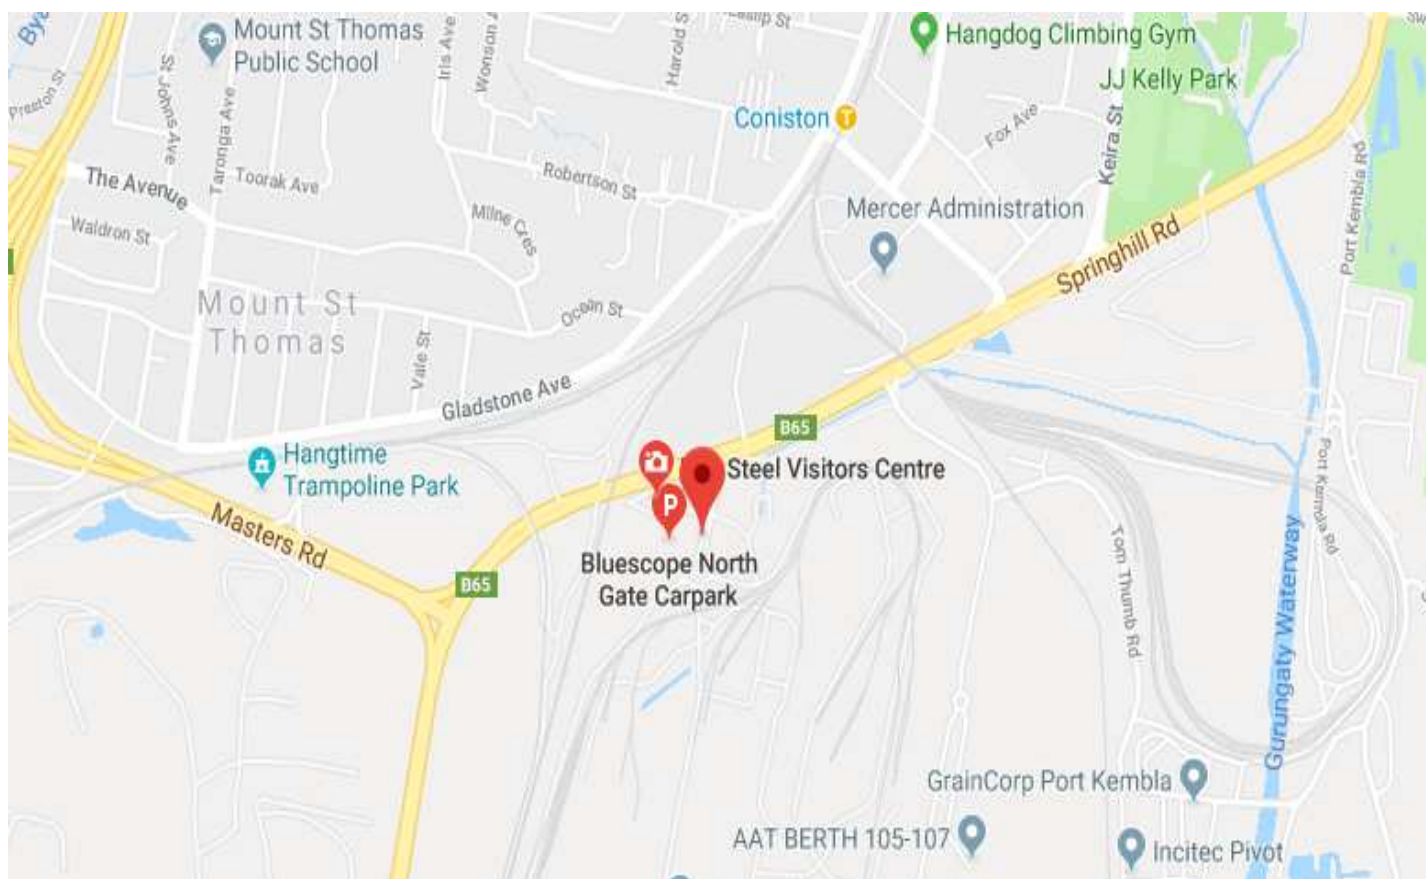 Mount St Thomas
Public School
Iris Ave
Harold S
Hangdog Climbing Gym
JJ Kelly Park
Preston St
St Johns Ave
Taronga Ave
Coniston
T
Fox Ave
Keira St
The Avenue
Toorak Ave
Robertson St
Port Kembla Rd
Waldron St
Milne Cres
Mercer Administration
Springhill Rd
Mount St
Thomas
Ocean St
Vale St
Gladstone Ave
B65
Hangtime
Trampoline Park
Steel Visitors Centre
P
Port Kembla Rd
Masters Rd
Bluescope North
Gate Carpark
B65
Tom Thumb Rd
Gurungaty Waterway
GrainCorp Port Kembla
AAT BERTH 105-107
Incitec Pivot